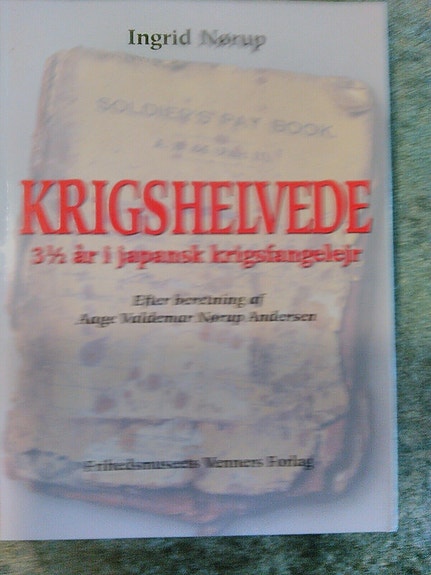 Ingrid Nørup
SOLDIER'S PAY BOOK
KRIGSHELVEDE
3½ år i japansk krigsfangelejr
Efter beretning af
Aage Valdemar Nørup Andersen
Frihedsmuseets Venners Forlag